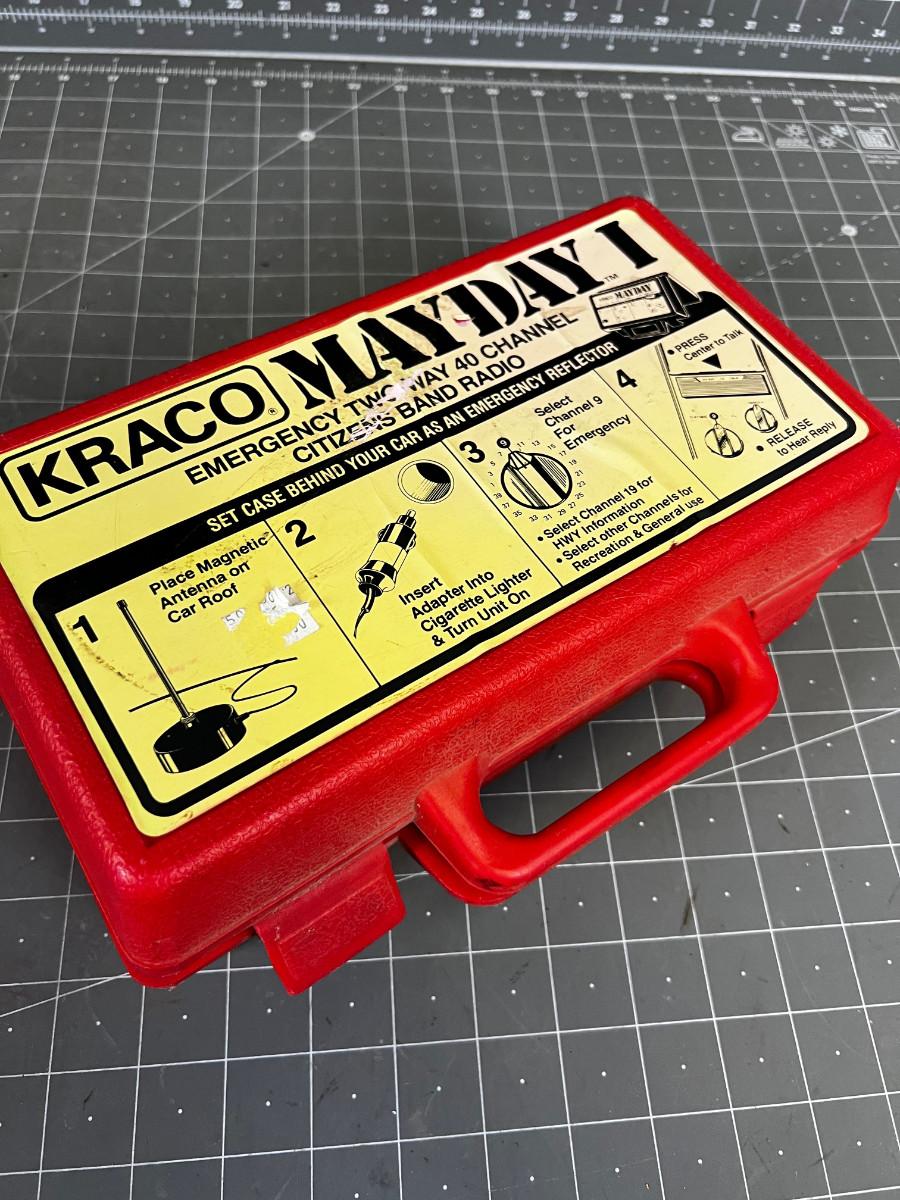 KRACO® MAYDAY I™
EMERGENCY TWO-WAY 40 CHANNEL
CITIZENS BAND RADIO
KRACO MAYDAY
SET CASE BEHIND YOUR CAR AS AN EMERGENCY REFLECTOR
1
Place Magnetic
Antenna on
Car Roof
2
Insert
Adapter Into
Cigarette Lighter
& Turn Unit On
3
Select
Channel 9
For
Emergency
• Select Channel 19 for
HWY Information
• Select other Channels for
Recreation & General use
4
• PRESS
Center to Talk
• RELEASE
to Hear Reply